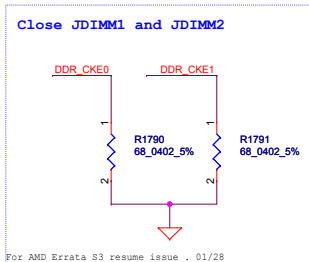 Close JDIMM1 and JDIMM2
DDR_CKE0 DDR_CKE1
1 1
R1790 R1791
68_0402_5% 68_0402_5%
2 2
For AMD Errata S3 resume issue . 01/28